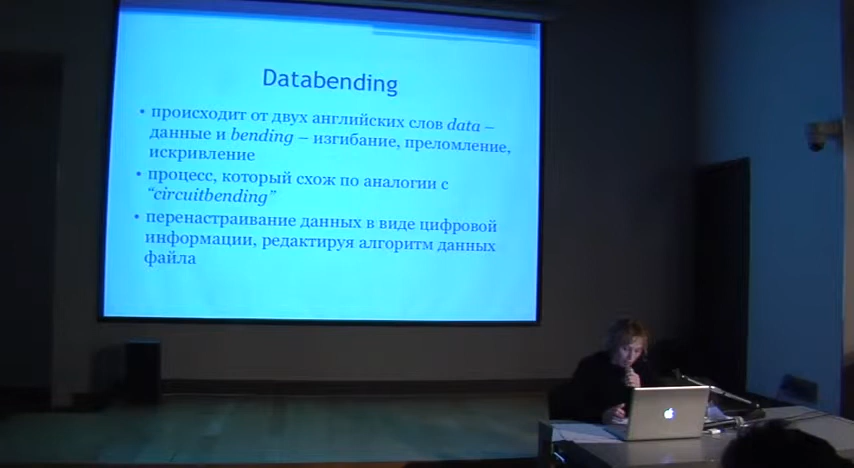 Databending
• происходит от двух английских слов data –
данные и bending – изгибание, преломление,
искривление
• процесс, который схож по аналогии с
“circuitbending”
• перенастраивание данных в виде цифровой
информации, редактируя алгоритм данных
файла